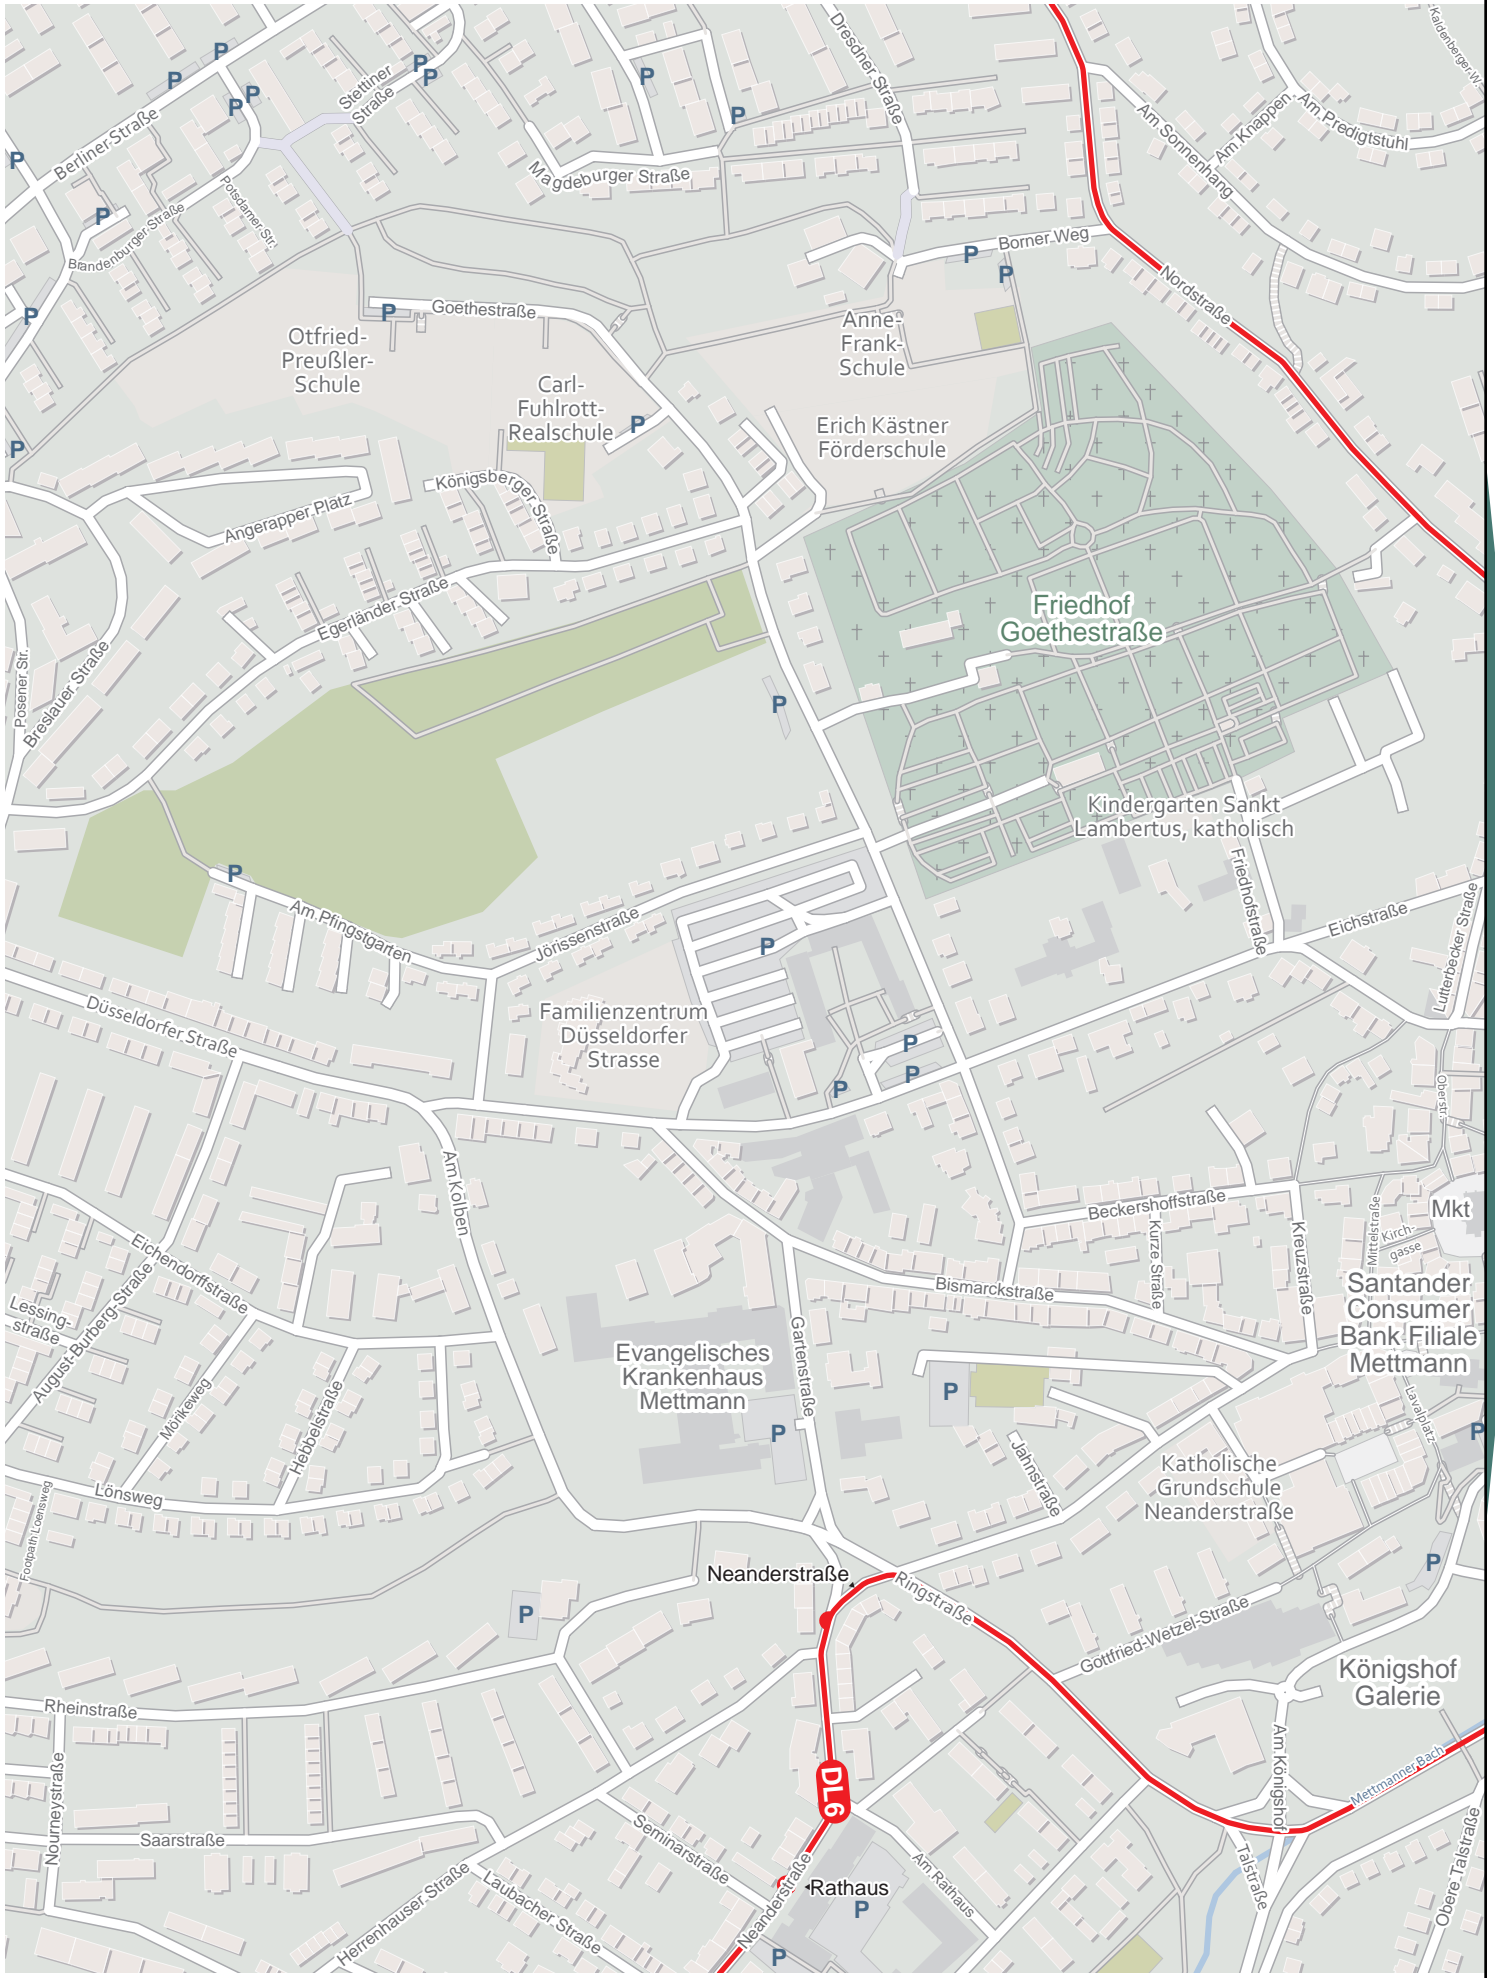 Dresdner Straße
Kaldenberger W.
P
P
P
P
P
P
P
P
Stettiner
Straße
Berliner Straße
P
Am Sonnenhang
Am Knappen
Am Predigtstuhl
P
Magdeburger Straße
Potsdamer Str.
P
Brandenburger Straße
Borner Weg
P
P
Nordstraße
P
P
Goethestraße
Otfried-
Preußler-
Schule
Anne-
Frank-
Schule
Carl-
Fuhlrott-
Realschule
P
Erich Kästner
Förderschule
P
Königsberger Straße
Angerapper Platz
Egerländer Straße
Friedhof
Goethestraße
Posener Str.
Breslauer Straße
P
Kindergarten Sankt
Lambertus, katholisch
Friedhofstraße
P
Am Pfingstgarten
Jörissenstraße
P
Eichstraße
Lutterbecker Straße
Düsseldorfer Straße
Familienzentrum
Düsseldorfer
Strasse
P
P
P
Oberstr.
Am Kolben
Beckershoffstraße
Kurze Straße
Kreuzstraße
Mittelstraße
Kirch-
gasse
Mkt
Eichendorffstraße
August-Burberg-Straße
Lessing-
straße
Bismarckstraße
Santander
Consumer
Bank Filiale
Mettmann
Gartenstraße
Evangelisches
Krankenhaus
Mettmann
P
P
Mörikeweg
Hebbelstraße
Lavalplatz
P
Jahnstraße
Katholische
Grundschule
Neanderstraße
Lönsweg
Footpath Loensweg
P
Neanderstraße
Ringstraße
P
Gottfried-Wetzel-Straße
Königshof
Galerie
Rheinstraße
Nourneystraße
Am Königshof
Mettmanner Bach
DL6
Saarstraße
Seminarstraße
Herrenhauser Straße
Laubacher Straße
Neanderstraße
Rathaus
P
P
Am Rathaus
Talstraße
Obere Talstraße